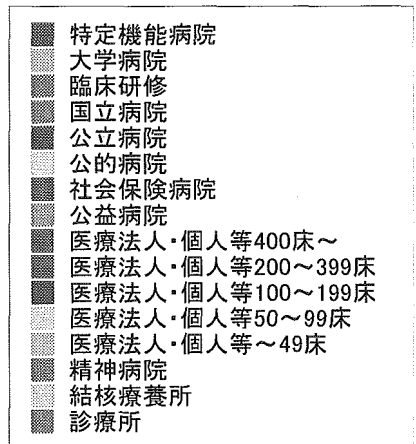 特定機能病院
大学病院
臨床研修
国立病院
公立病院
公的病院
社会保険病院
公益病院
医療法人・個人等400床～
医療法人・個人等200～399床
医療法人・個人等100～199床
医療法人・個人等50～99床
医療法人・個人等～49床
精神病院
結核療養所
診療所